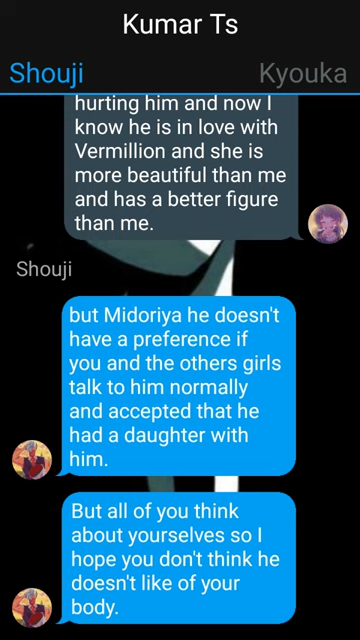 Kumar Ts
Shouji
Kyouka
hurting him and now I
know he is in love with
Vermillion and she is
more beautiful than me
and has a better figure
than me.
Shouji
but Midoriya he doesn't
have a preference if
you and the others girls
talk to him normally
and accepted that he
had a daughter with
him.
But all of you think
about yourselves so I
hope you don't think he
doesn't like of your
body.